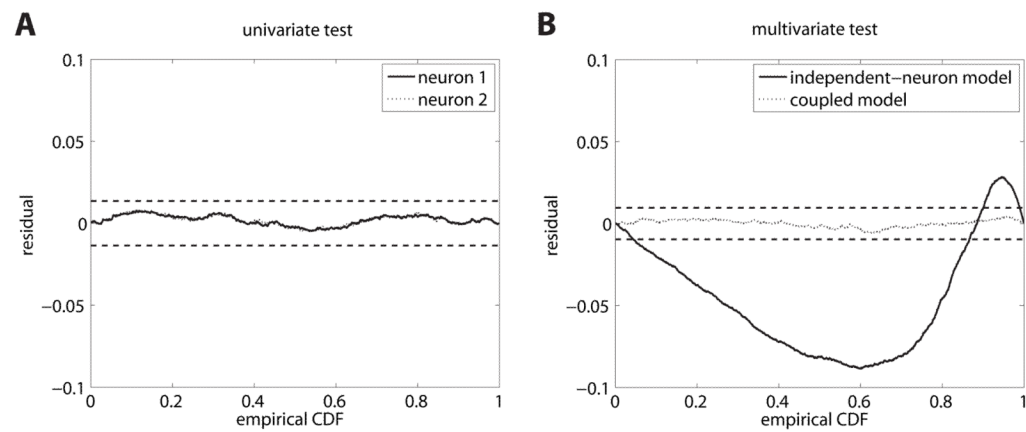 A
univariate test
0.1
0.05
0
−0.05
−0.1
residual
neuron 1
neuron 2
0
0.2
0.4
0.6
0.8
1
empirical CDF
B
multivariate test
0.1
0.05
0
−0.05
−0.1
residual
independent−neuron model
coupled model
0
0.2
0.4
0.6
0.8
1
empirical CDF